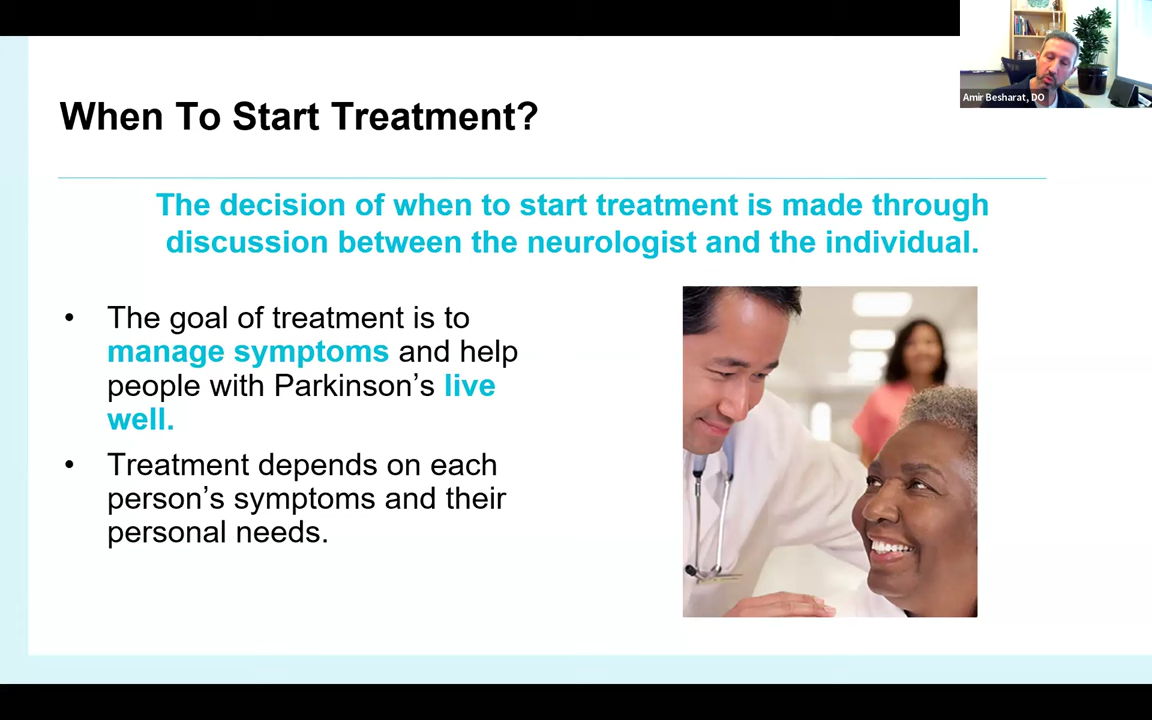 Amir Besharat, DO
When To Start Treatment?
The decision of when to start treatment is made through
discussion between the neurologist and the individual.
• The goal of treatment is to
manage symptoms and help
people with Parkinson’s live
well.
• Treatment depends on each
person’s symptoms and their
personal needs.